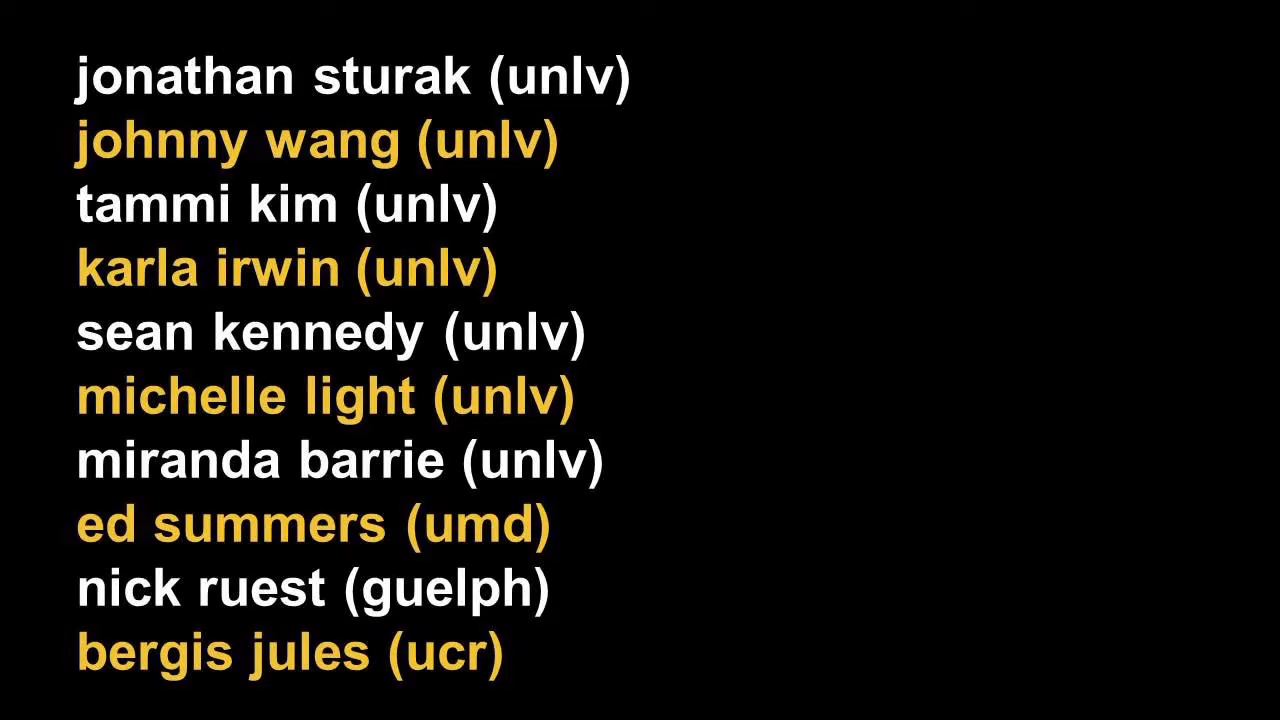 jonathan sturak (unlv)
johnny wang (unlv)
tammi kim (unlv)
karla irwin (unlv)
sean kennedy (unlv)
michelle light (unlv)
miranda barrie (unlv)
ed summers (umd)
nick ruest (guelph)
bergis jules (ucr)